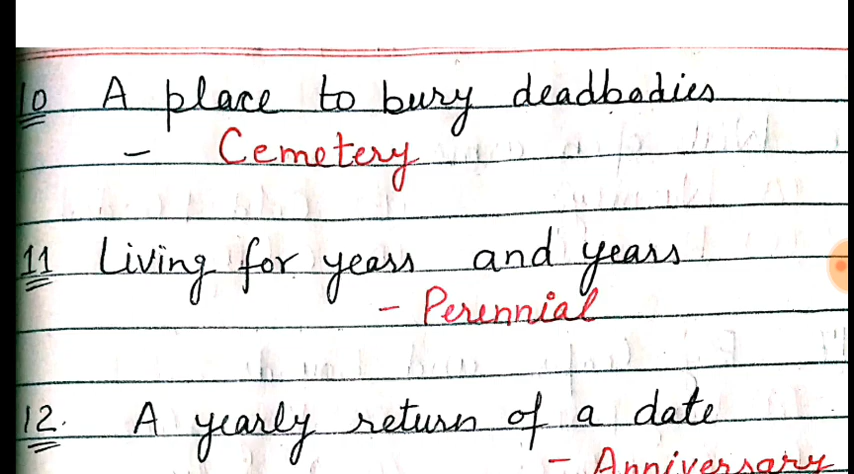 10 A place to bury deadbodies
- Cemetery
11 Living for years and years
- Perennial
12. A yearly return of a date
- Anniversary